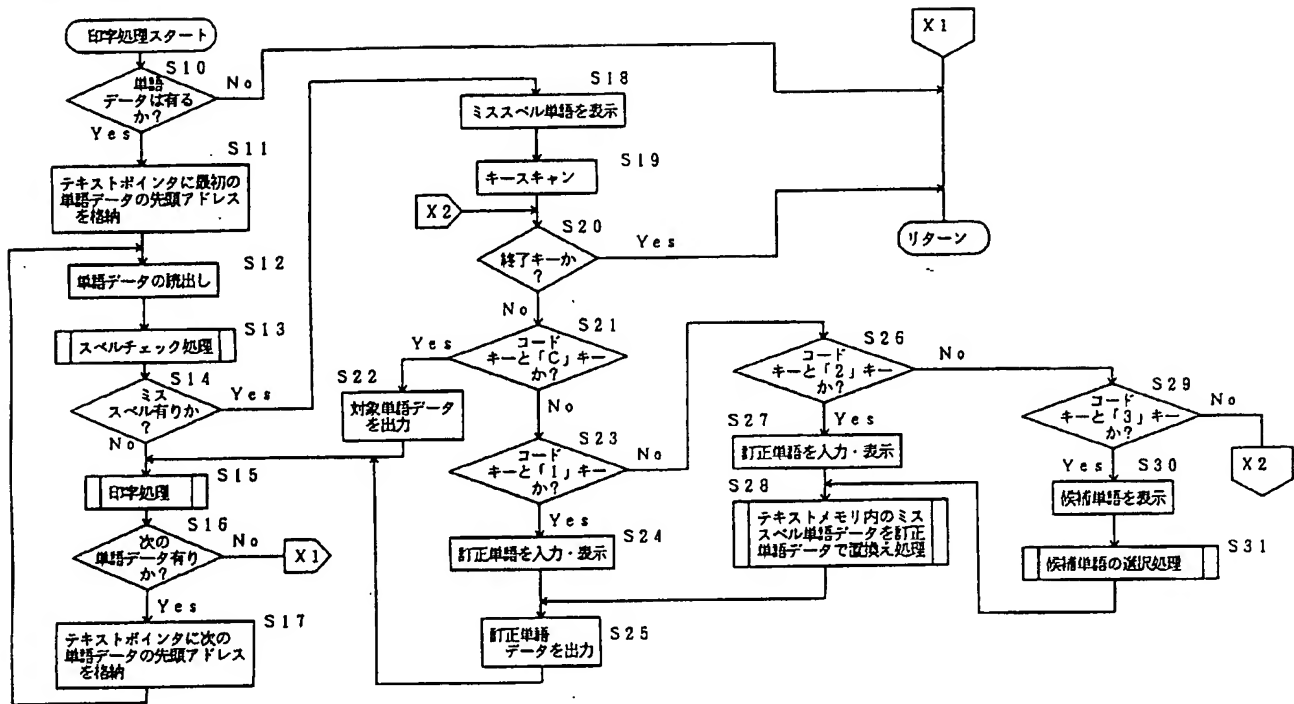 印字処理スタート
S10
単語
データは有る
か?
No
Yes
S11
テキストポインタに最初の
単語データの先頭アドレス
を格納
S12
単語データの読出し
S13
スペルチェック処理
S14
ミス
スペル有りか
?
Yes
No
S15
印字処理
S16
次の
単語データ有り
か?
No
X1
Yes
S17
テキストポインタに次の
単語データの先頭アドレス
を格納
S18
ミススペル単語を表示
S19
キースキャン
X2
S20
終了キーか
?
Yes
No
S21
コード
キーと「C」キー
か?
Yes
S22
対象単語データ
を出力
No
S23
コード
キーと「1」キー
か?
No
Yes
S24
訂正単語を入力・表示
S25
訂正単語
データを出力
S26
コード
キーと「2」キー
か?
No
Yes
S27
訂正単語を入力・表示
S28
テキストメモリ内のミス
スペル単語データを訂正
単語データで置換え処理
S29
コード
キーと「3」キー
か?
No
X2
Yes
S30
候補単語を表示
S31
候補単語の選択処理
X1
リターン